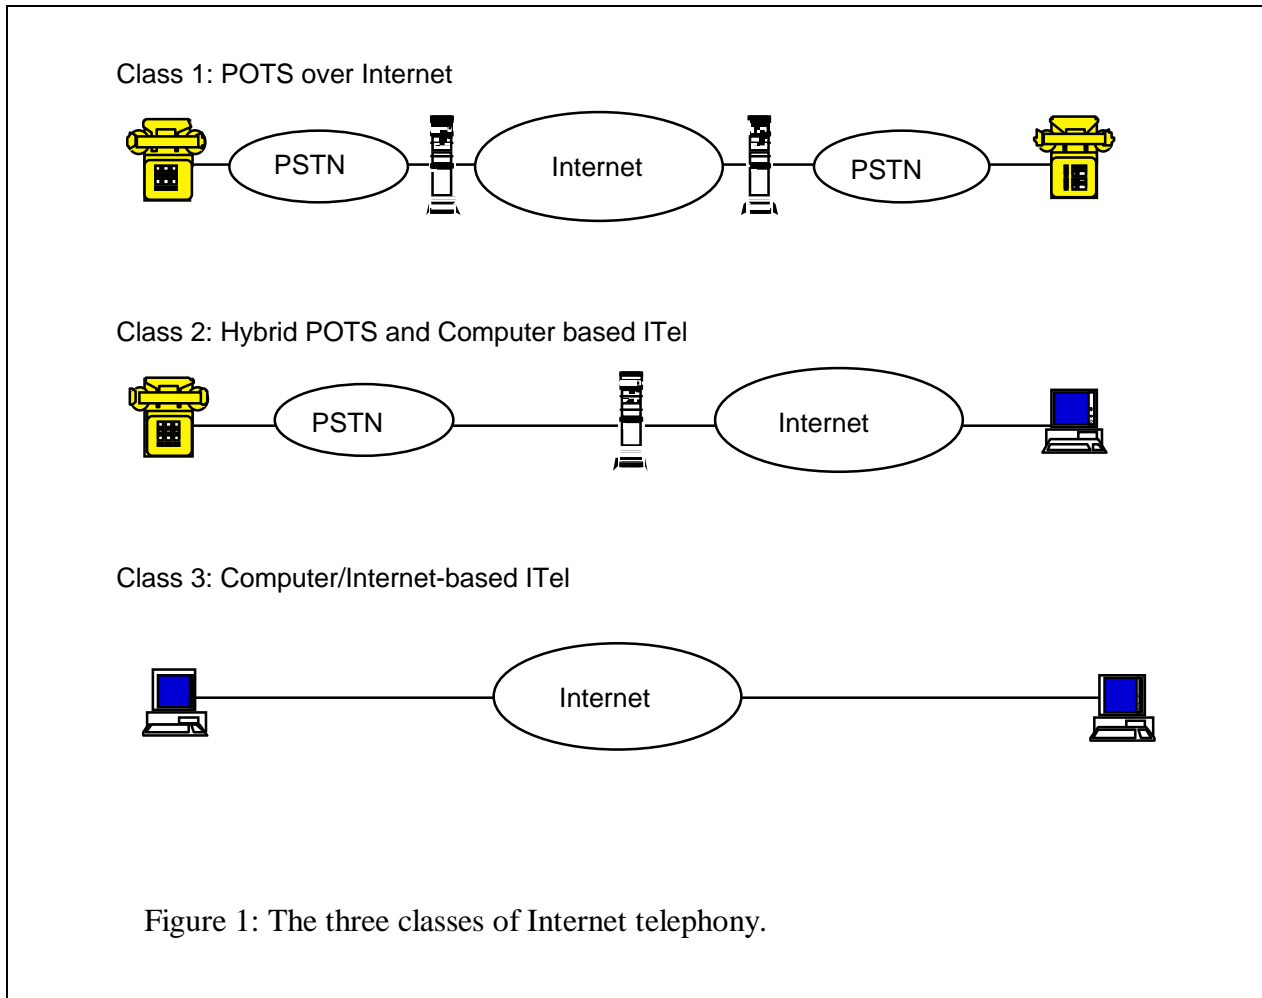 Class 1: POTS over Internet
PSTN
Internet
PSTN
Class 2: Hybrid POTS and Computer based ITel
PSTN
Internet
Class 3: Computer/Internet-based ITel
Internet
Figure 1: The three classes of Internet telephony.